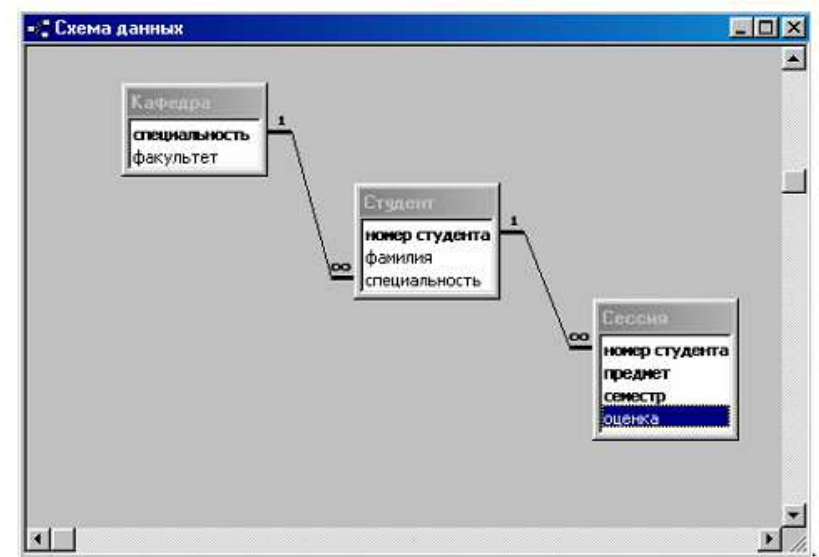 Схема данных
Кафедра
специальность
факультет
1
∞
Студент
номер студента
фамилия
специальность
1
∞
Сессия
номер студента
предмет
семестр
оценка